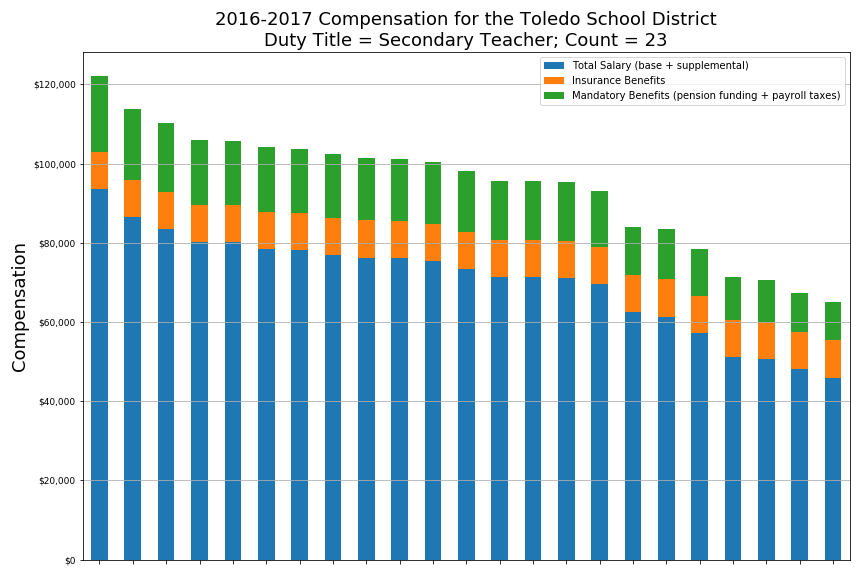 2016-2017 Compensation for the Toledo School District
Duty Title = Secondary Teacher; Count = 23
Total Salary (base + supplemental)
Insurance Benefits
Mandatory Benefits (pension funding + payroll taxes)
Compensation
$120,000
$100,000
$80,000
$60,000
$40,000
$20,000
$0